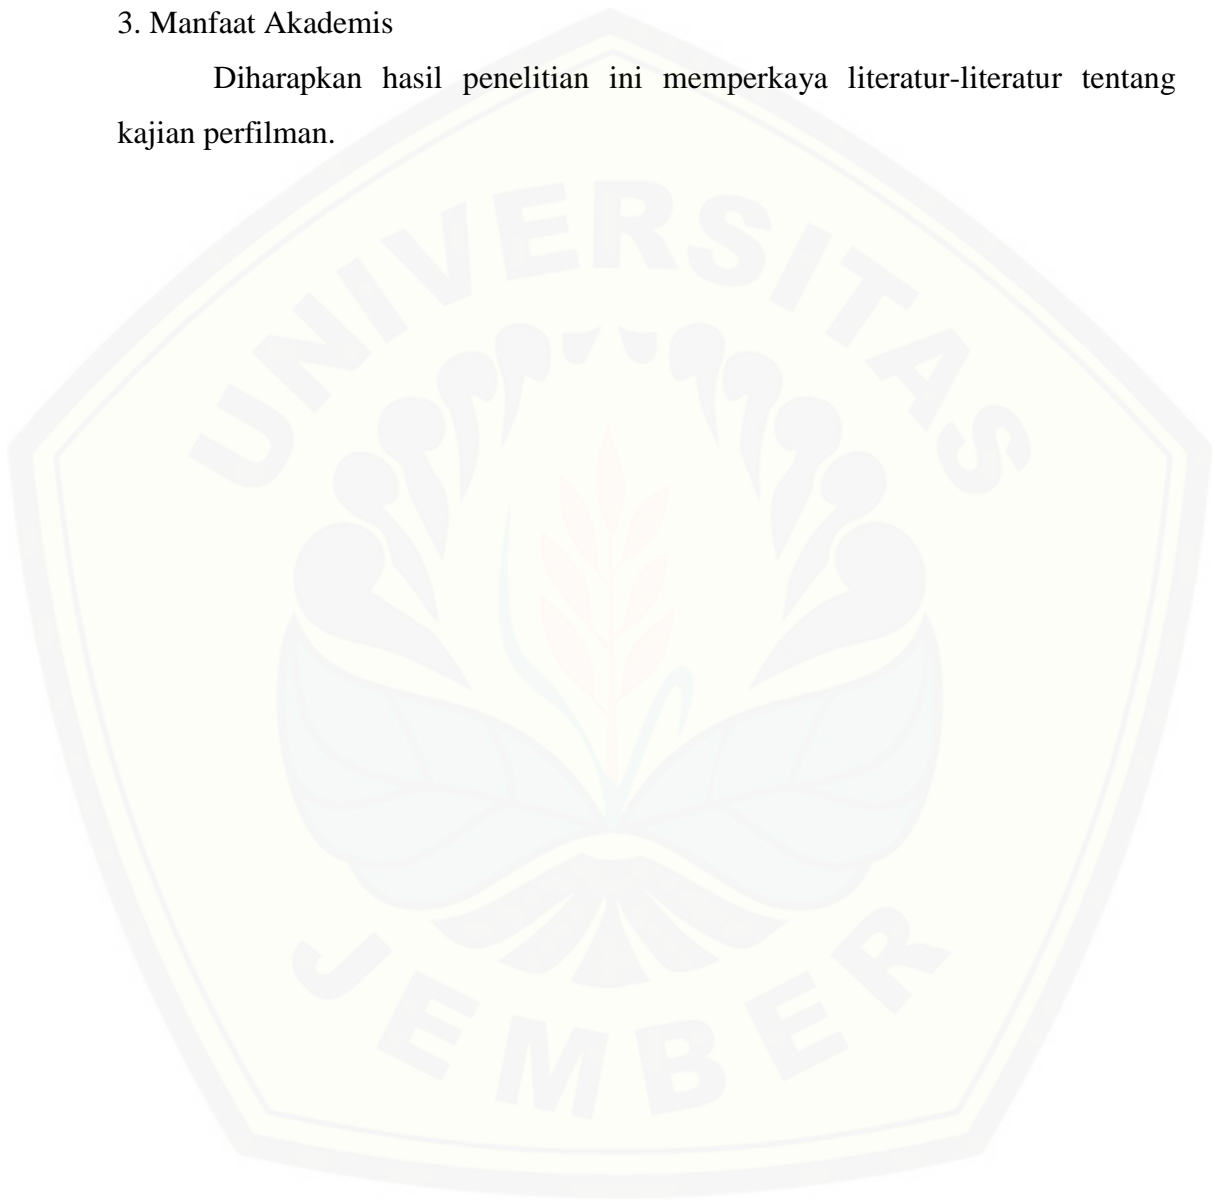 3. Manfaat Akademis
Diharapkan hasil penelitian ini memperkaya literatur-literatur tentang
kajian perfilman.
UNIVERSITAS
JEMBER